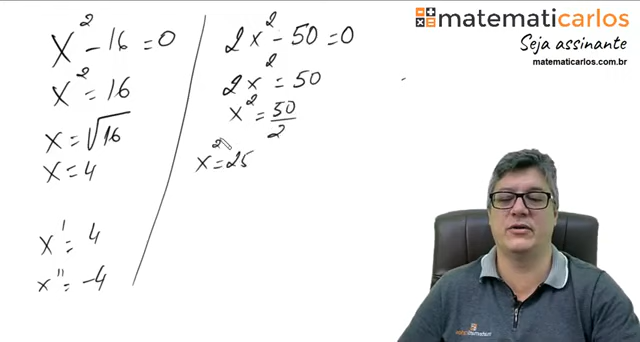 matematicarlos
Seja assinante
matematicarlos.com.br
x² - 16 = 0
x² = 16
x = √16
x = 4
x' = 4
x'' = -4
2x² - 50 = 0
2x² = 50
x² = 50/2
x² = 25